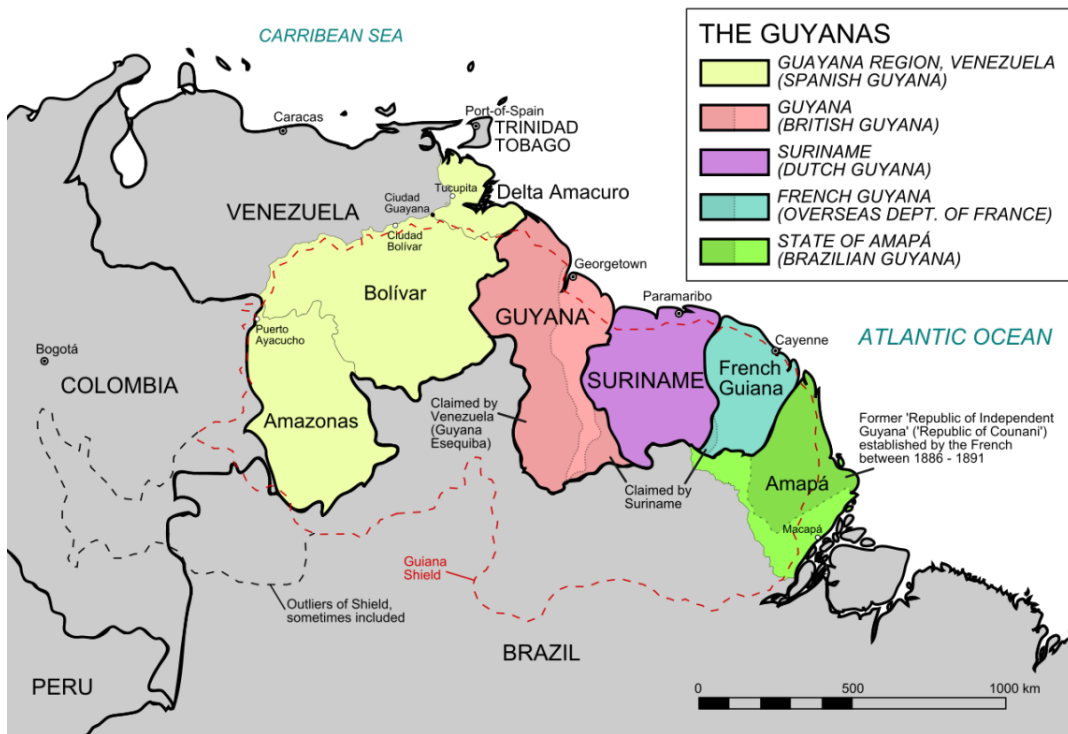 CARRIBEAN SEA
THE GUYANAS
GUAYANA REGION, VENEZUELA
(SPANISH GUYANA)
GUYANA
(BRITISH GUYANA)
SURINAME
(DUTCH GUYANA)
FRENCH GUYANA
(OVERSEAS DEPT. OF FRANCE)
STATE OF AMAPÁ
(BRAZILIAN GUYANA)
Caracas
Port-of-Spain
TRINIDAD
TOBAGO
Tucupita
Delta Amacuro
Ciudad
Guayana
VENEZUELA
Ciudad
Bolívar
Georgetown
Bolívar
Paramaribo
GUYANA
Puerto
Ayacucho
ATLANTIC OCEAN
Bogotá
Cayenne
French
Guiana
COLOMBIA
SURINAME
Claimed by
Venezuela
(Guyana
Esequiba)
Amazonas
Former 'Republic of Independent
Guyana' ('Republic of Counani')
established by the French
between 1886 - 1891
Amapá
Claimed by
Suriname
Macapá
Guiana
Shield
Outliers of Shield,
sometimes included
BRAZIL
PERU
0 500 1000 km